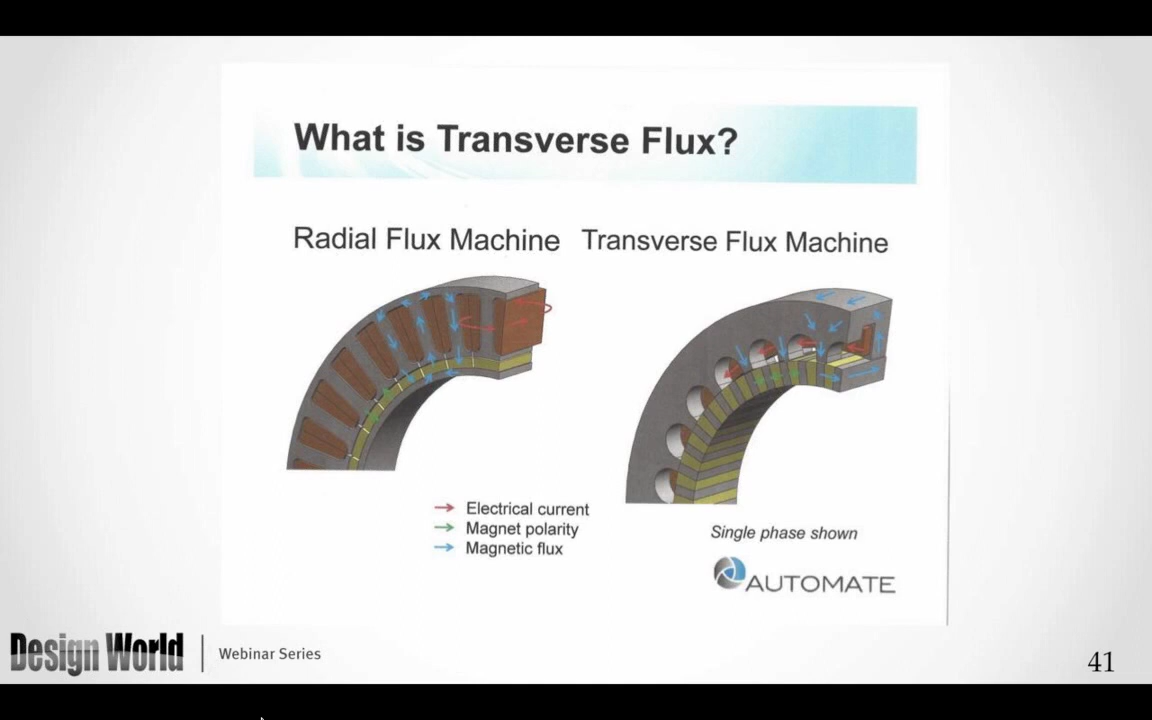 What is Transverse Flux?
Radial Flux Machine
Transverse Flux Machine
Electrical current
Magnet polarity
Magnetic flux
Single phase shown
AUTOMATE
Design World
Webinar Series
41